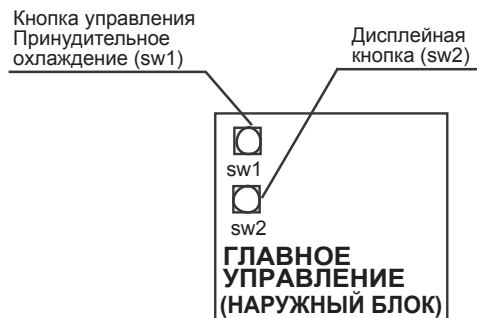 Кнопка управления
Принудительное
охлаждение (sw1)
Дисплейная
кнопка (sw2)
sw1
sw2
ГЛАВНОЕ
УПРАВЛЕНИЕ
(НАРУЖНЫЙ БЛОК)